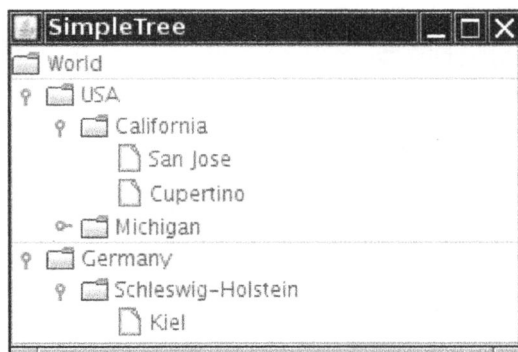 SimpleTree
World
USA
California
San Jose
Cupertino
Michigan
Germany
Schleswig-Holstein
Kiel